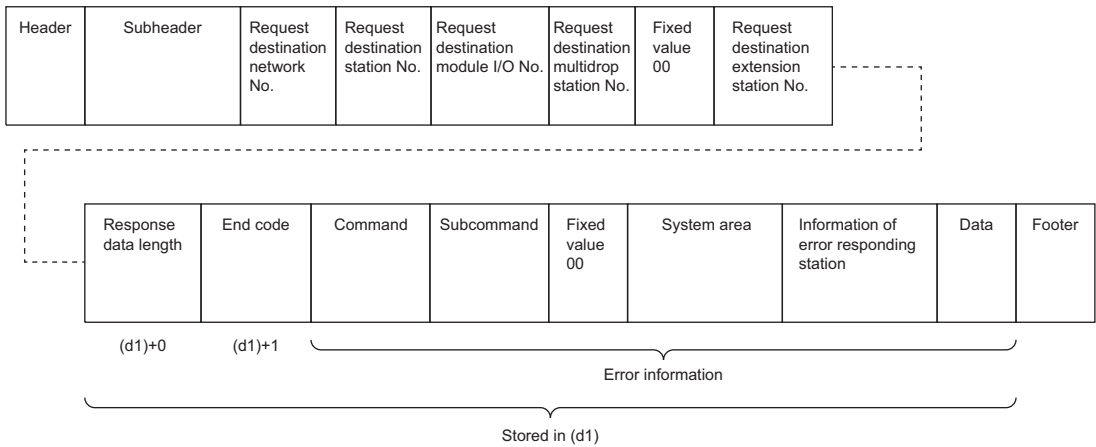 Header
Subheader
Request
destination
network
No.
Request
destination
station No.
Request
destination
module I/O No.
Request
destination
multidrop
station No.
Fixed
value
00
Request
destination
extension
station No.
Response
data length
End code
Command
Subcommand
Fixed
value
00
System area
Information of
error responding
station
Data
Footer
(d1)+0
(d1)+1
Error information
Stored in (d1)